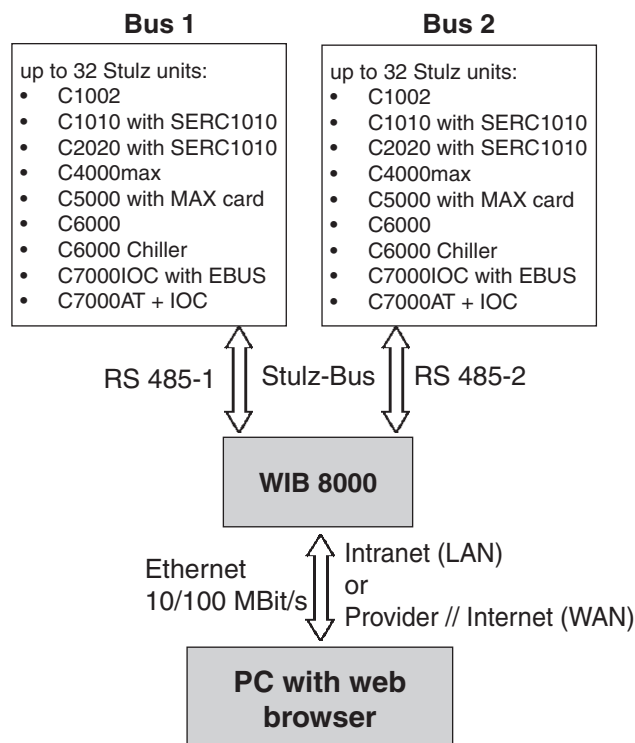 Bus 1
up to 32 Stulz units:
• C1002
• C1010 with SERC1010
• C2020 with SERC1010
• C4000max
• C5000 with MAX card
• C6000
• C6000 Chiller
• C7000IOC with EBUS
• C7000AT + IOC
Bus 2
up to 32 Stulz units:
• C1002
• C1010 with SERC1010
• C2020 with SERC1010
• C4000max
• C5000 with MAX card
• C6000
• C6000 Chiller
• C7000IOC with EBUS
• C7000AT + IOC
RS 485-1
Stulz-Bus
RS 485-2
WIB 8000
Ethernet
10/100 MBit/s
Intranet (LAN)
or
Provider // Internet (WAN)
PC with web
browser